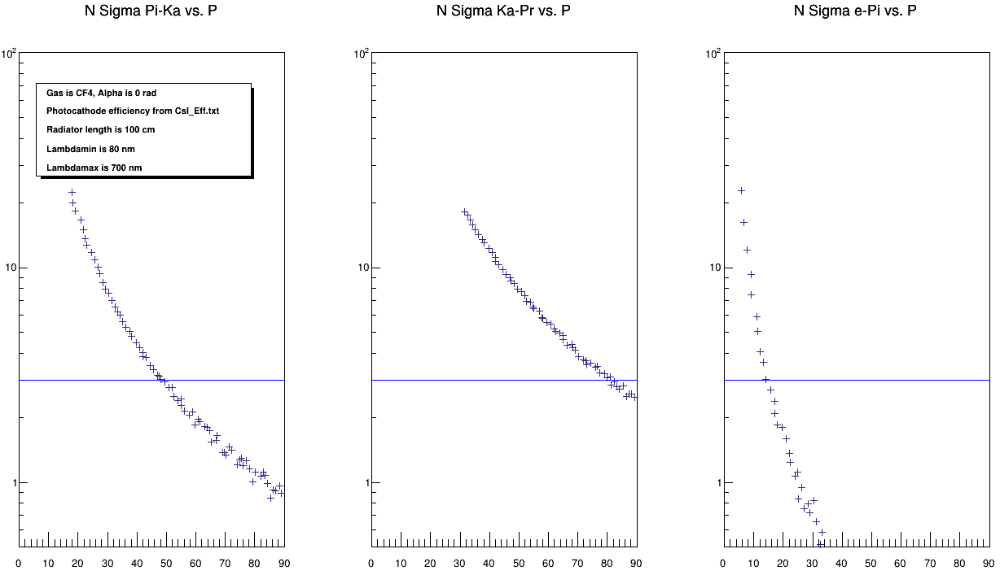 N Sigma Pi-Ka vs. P
N Sigma Ka-Pr vs. P
N Sigma e-Pi vs. P
10²
10
1
0 10 20 30 40 50 60 70 80 90
Gas is CF4, Alpha is 0 rad
Photocathode efficiency from CsI_Eff.txt
Radiator length is 100 cm
Lambdamin is 80 nm
Lambdamax is 700 nm
10²
10
1
0 10 20 30 40 50 60 70 80 90
10²
10
1
0 10 20 30 40 50 60 70 80 90